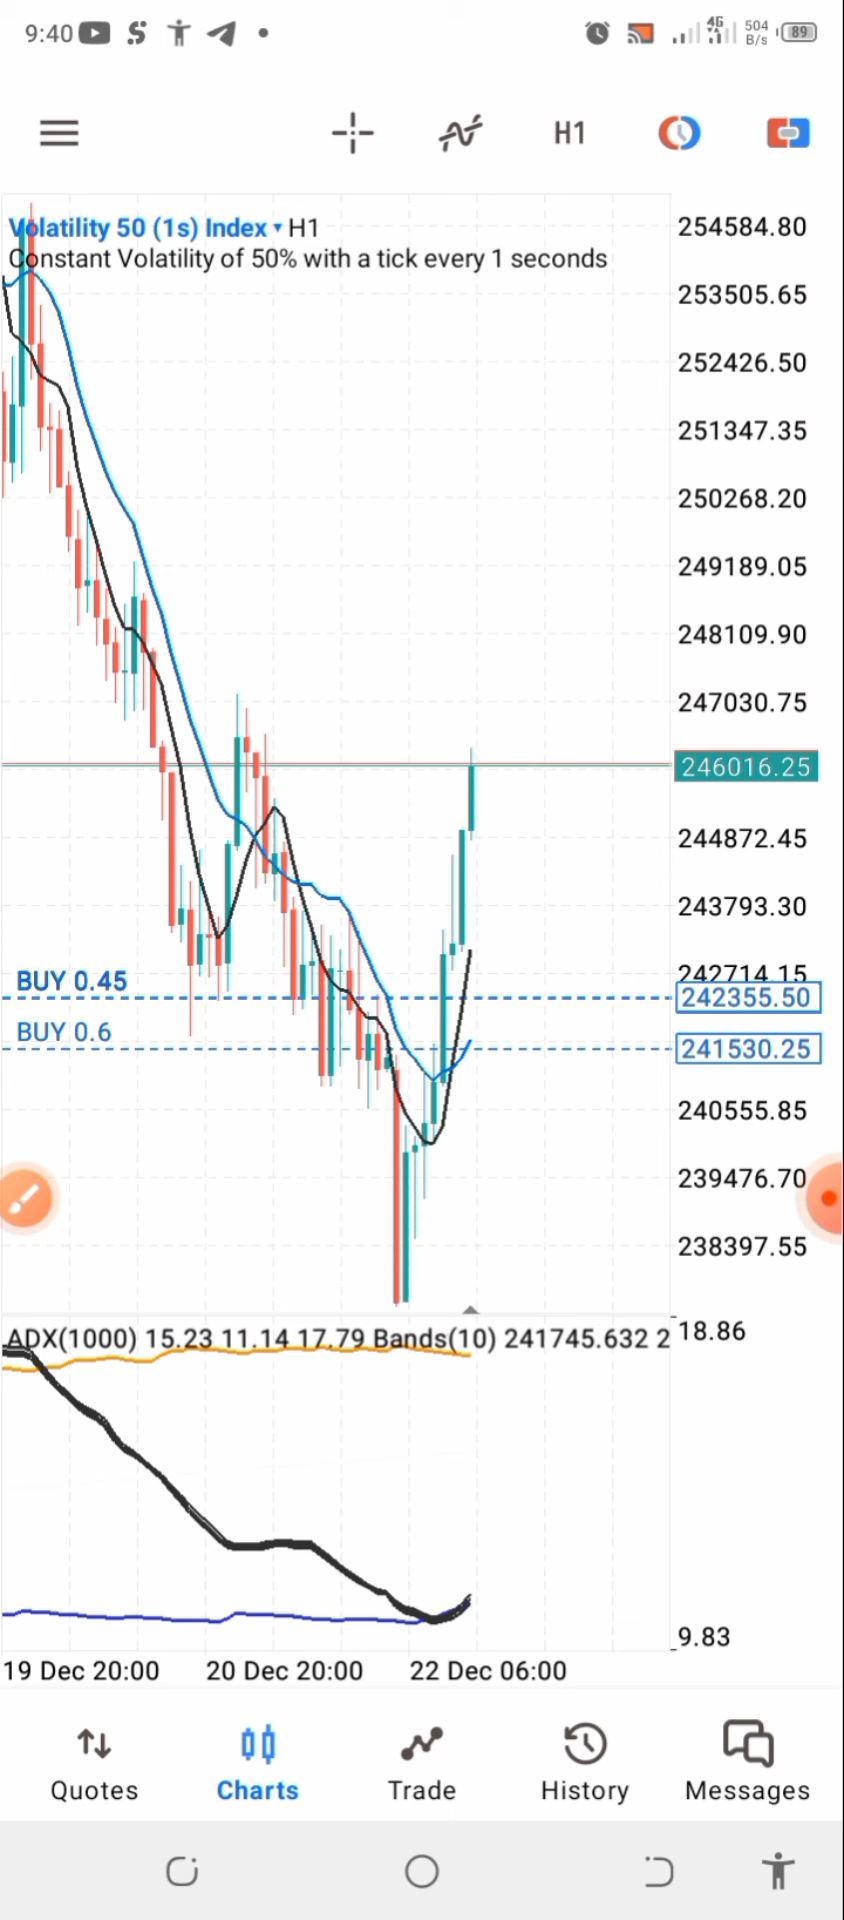 9:40 4G 504 B/s 89
H1
Volatility 50 (1s) Index ▾ H1
Constant Volatility of 50% with a tick every 1 seconds
254584.80
253505.65
252426.50
251347.35
250268.20
249189.05
248109.90
247030.75
246016.25
244872.45
243793.30
242714.15
BUY 0.45
242355.50
BUY 0.6
241530.25
240555.85
239476.70
238397.55
ADX(1000) 15.23 11.14 17.79 Bands(10) 241745.632 2
18.86
9.83
19 Dec 20:00 20 Dec 20:00 22 Dec 06:00
Quotes Charts Trade History Messages